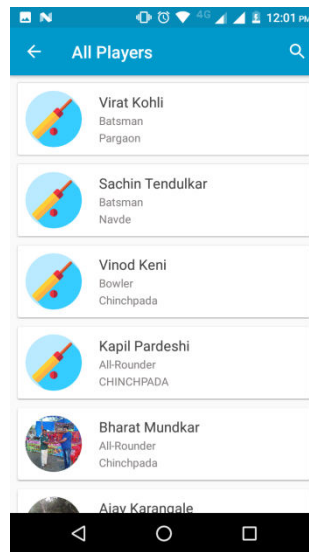 4G 12:01 PM
All Players
Virat Kohli
Batsman
Pargaon
Sachin Tendulkar
Batsman
Navde
Vinod Keni
Bowler
Chinchpada
Kapil Pardeshi
All-Rounder
CHINCHPADA
Bharat Mundkar
All-Rounder
Chinchpada
Ajay Karangale